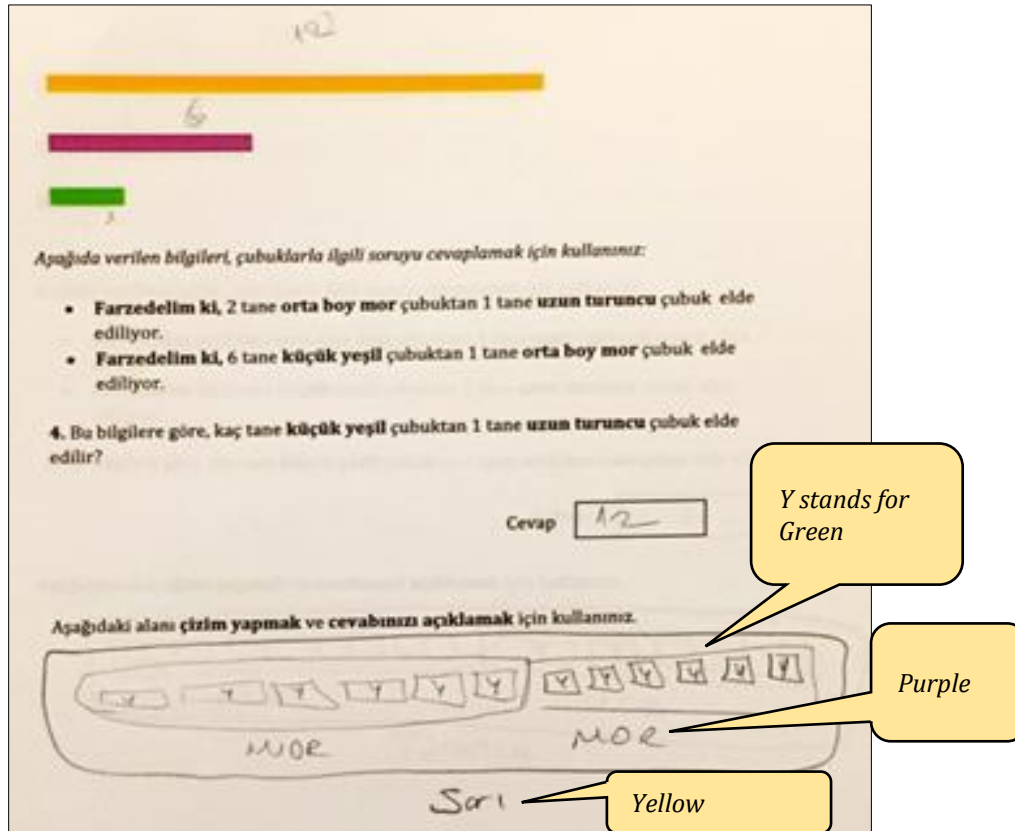 12
6
1
Aşağıda verilen bilgileri, çubuklarla ilgili soruyu cevaplamak için kullanınız:
• Farzedelim ki, 2 tane orta boy mor çubuktan 1 tane uzun turuncu çubuk elde
ediliyor.
• Farzedelim ki, 6 tane küçük yeşil çubuktan 1 tane orta boy mor çubuk elde
ediliyor.
4. Bu bilgilere göre, kaç tane küçük yeşil çubuktan 1 tane uzun turuncu çubuk elde
edilir?
Cevap 12
Y stands for
Green
Aşağıdaki alanı çizim yapmak ve cevabınızı açıklamak için kullanınız.
Y Y Y Y Y Y Y Y Y Y Y Y
Purple
MOR MOR
Sarı Yellow